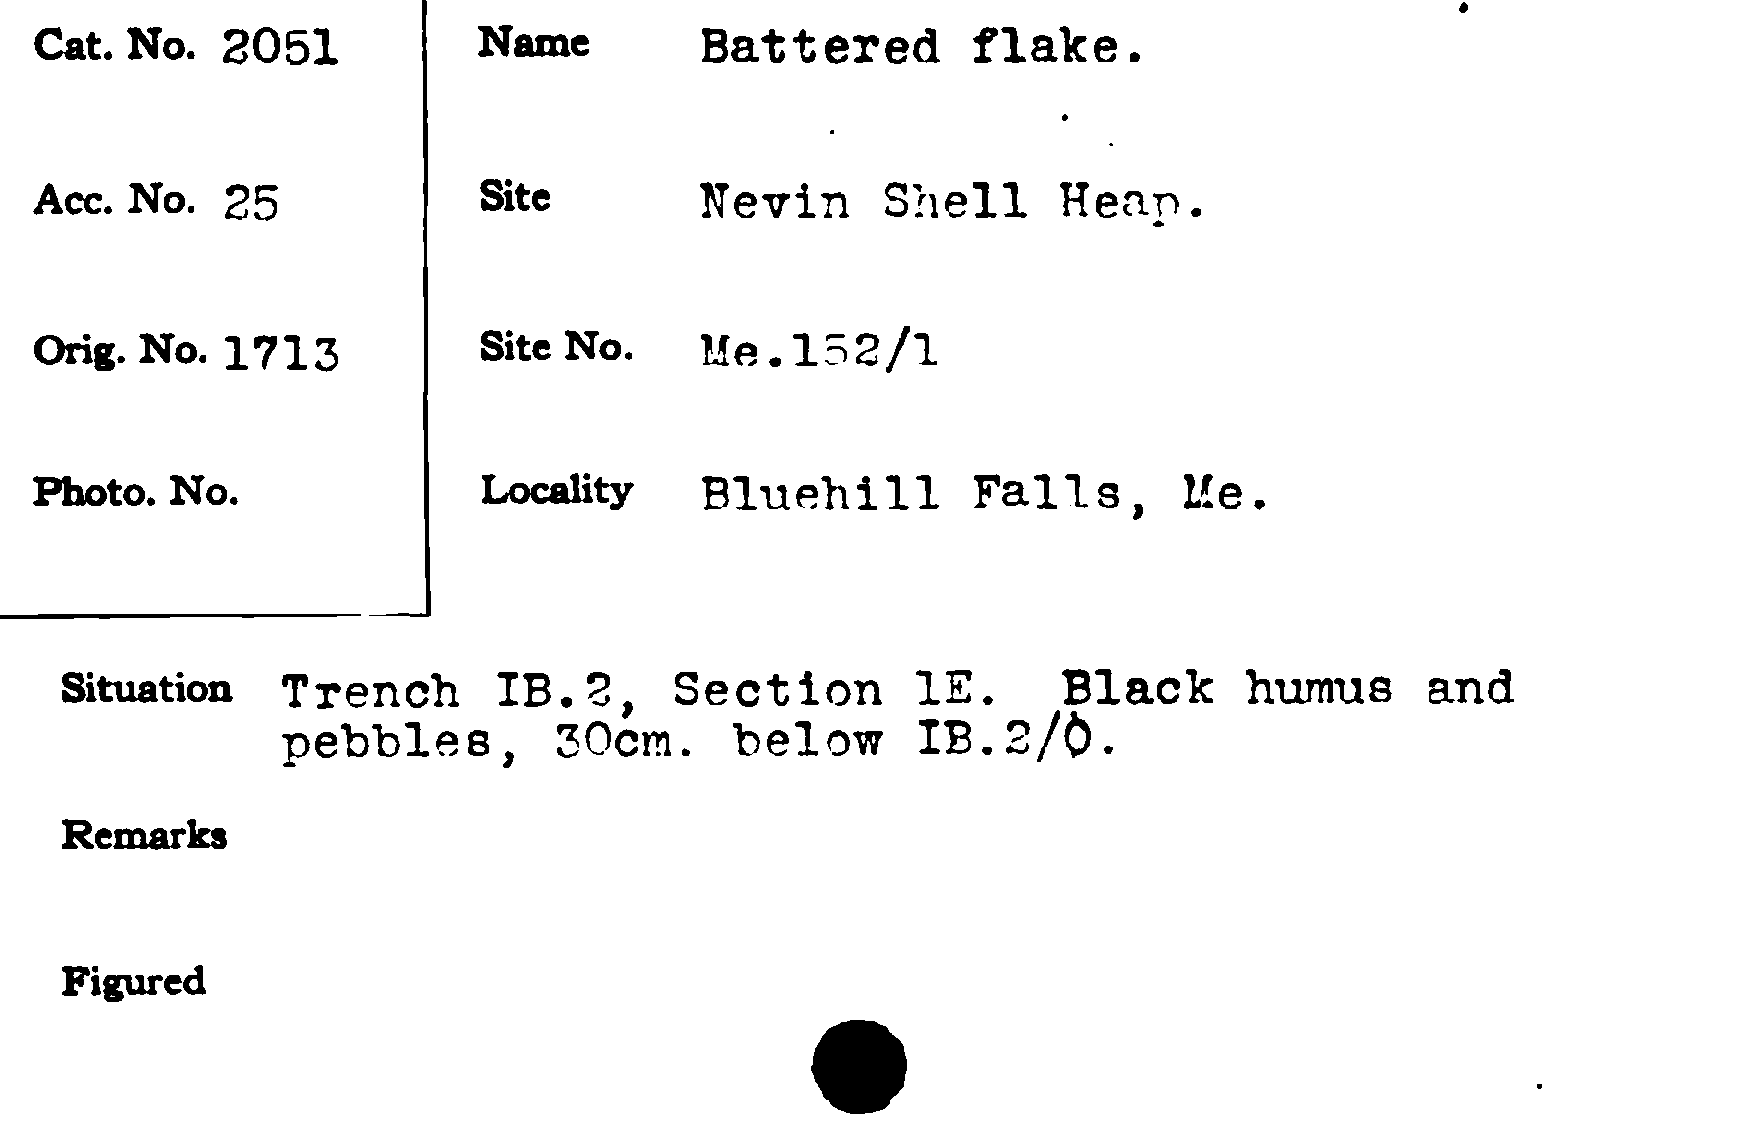 Cat. No. 2051
Name Battered flake.
Acc. No. 25
Site Nevin Shell Heap.
Orig. No. 1713
Site No. Me.152/1
Photo. No.
Locality Bluehill Falls, Me.
Situation Trench IB.2, Section 1E. Black humus and
pebbles, 30cm. below IB.2/0.
Remarks
Figured